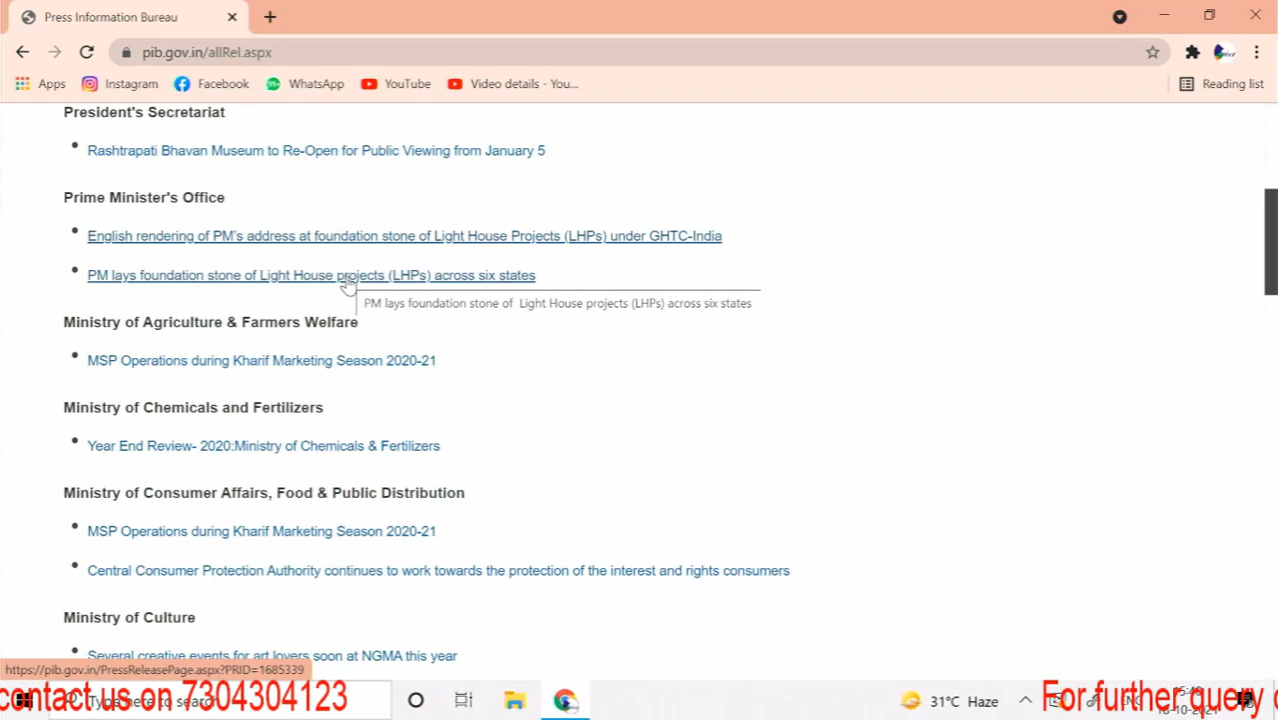 Press Information Bureau
pib.gov.in/allRel.aspx
Apps Instagram Facebook WhatsApp YouTube Video details - You... Reading list
President's Secretariat
Rashtrapati Bhavan Museum to Re-Open for Public Viewing from January 5
Prime Minister's Office
English rendering of PM's address at foundation stone of Light House Projects (LHPs) under GHTC-India
PM lays foundation stone of Light House projects (LHPs) across six states
PM lays foundation stone of Light House projects (LHPs) across six states
Ministry of Agriculture & Farmers Welfare
MSP Operations during Kharif Marketing Season 2020-21
Ministry of Chemicals and Fertilizers
Year End Review- 2020:Ministry of Chemicals & Fertilizers
Ministry of Consumer Affairs, Food & Public Distribution
MSP Operations during Kharif Marketing Season 2020-21
Central Consumer Protection Authority continues to work towards the protection of the interest and rights consumers
Ministry of Culture
Several creative events for art lovers soon at NGMA this year
https://pib.gov.in/PressReleasePage.aspx?PRID=1685339
contact us on 7304304123
Type here to search
31°C Haze
For further query